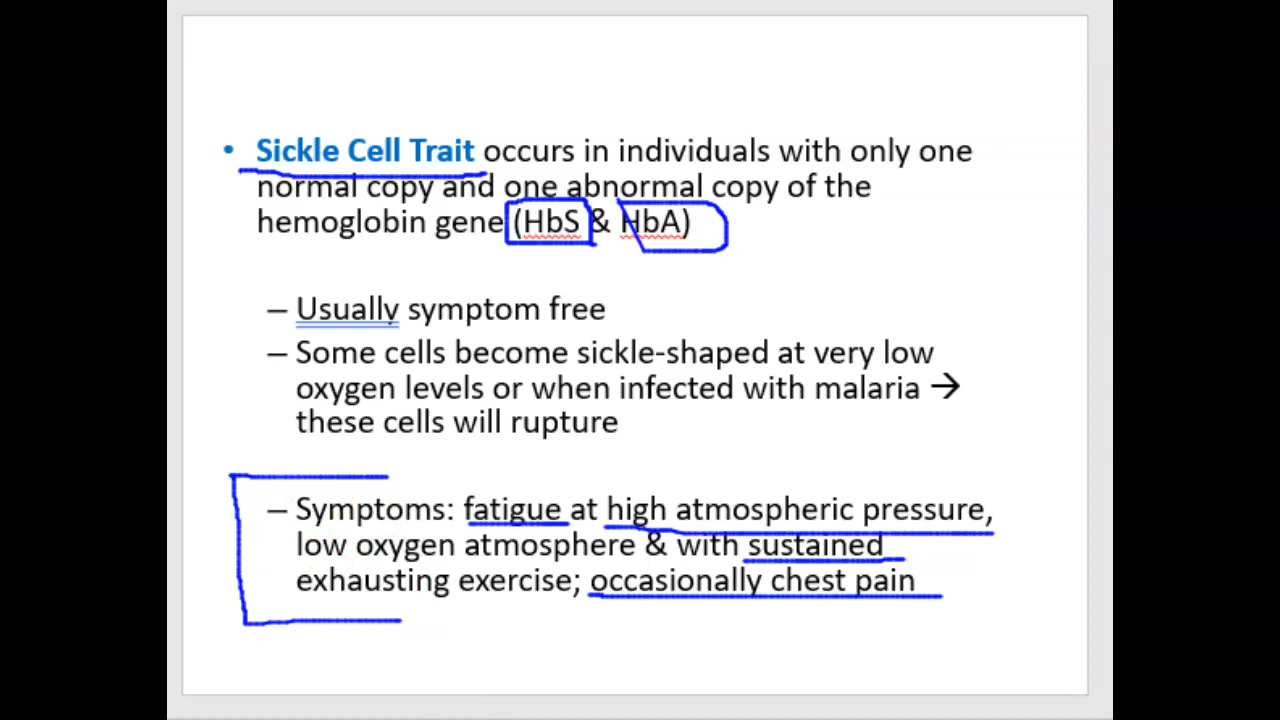 • Sickle Cell Trait occurs in individuals with only one
normal copy and one abnormal copy of the
hemoglobin gene (HbS & HbA)
– Usually symptom free
– Some cells become sickle-shaped at very low
oxygen levels or when infected with malaria →
these cells will rupture
– Symptoms: fatigue at high atmospheric pressure,
low oxygen atmosphere & with sustained
exhausting exercise; occasionally chest pain